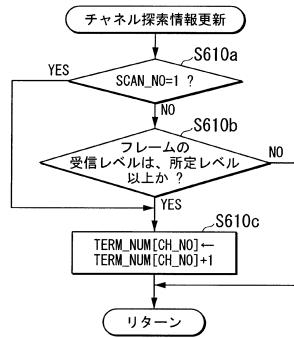 チャネル探索情報更新
S610a
YES
SCAN_NO=1 ?
NO
S610b
フレームの
受信レベルは、所定レベル
以上か ?
NO
YES
S610c
TERM_NUM[CH_NO]←
TERM_NUM[CH_NO]+1
リターン